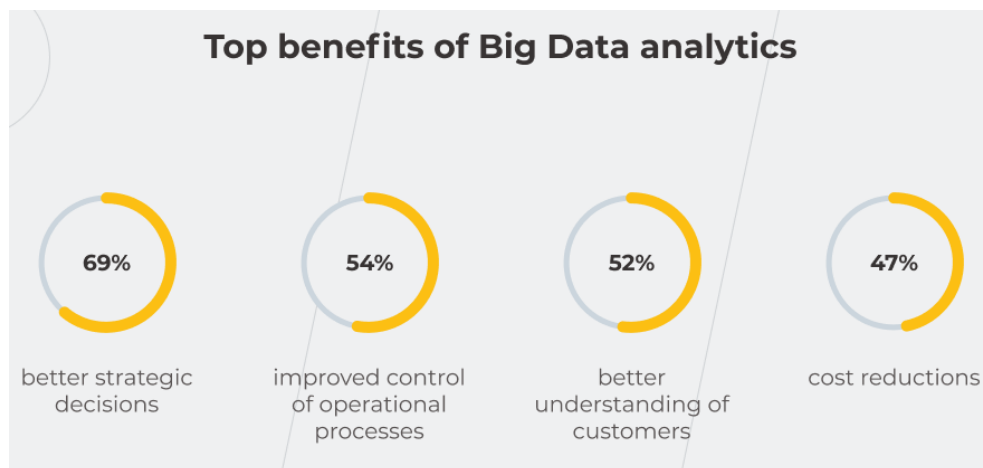 Top benefits of Big Data analytics
69%
better strategic
decisions
54%
improved control
of operational
processes
52%
better
understanding of
customers
47%
cost reductions